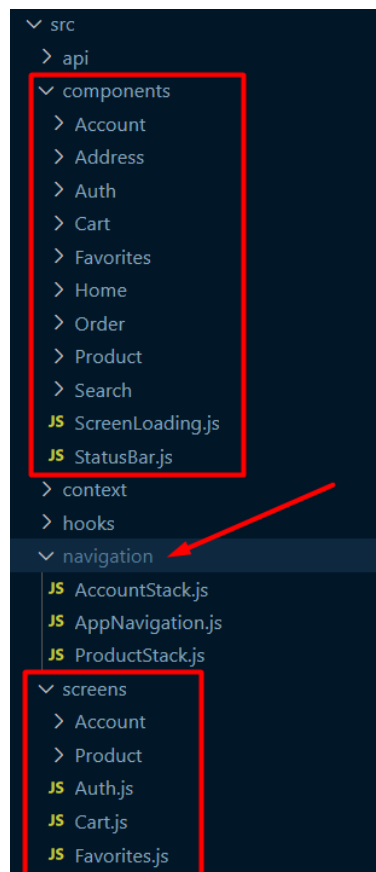 src
api
components
Account
Address
Auth
Cart
Favorites
Home
Order
Product
Search
JS ScreenLoading.js
JS StatusBar.js
context
hooks
navigation
JS AccountStack.js
JS AppNavigation.js
JS ProductStack.js
screens
Account
Product
JS Auth.js
JS Cart.js
JS Favorites.js